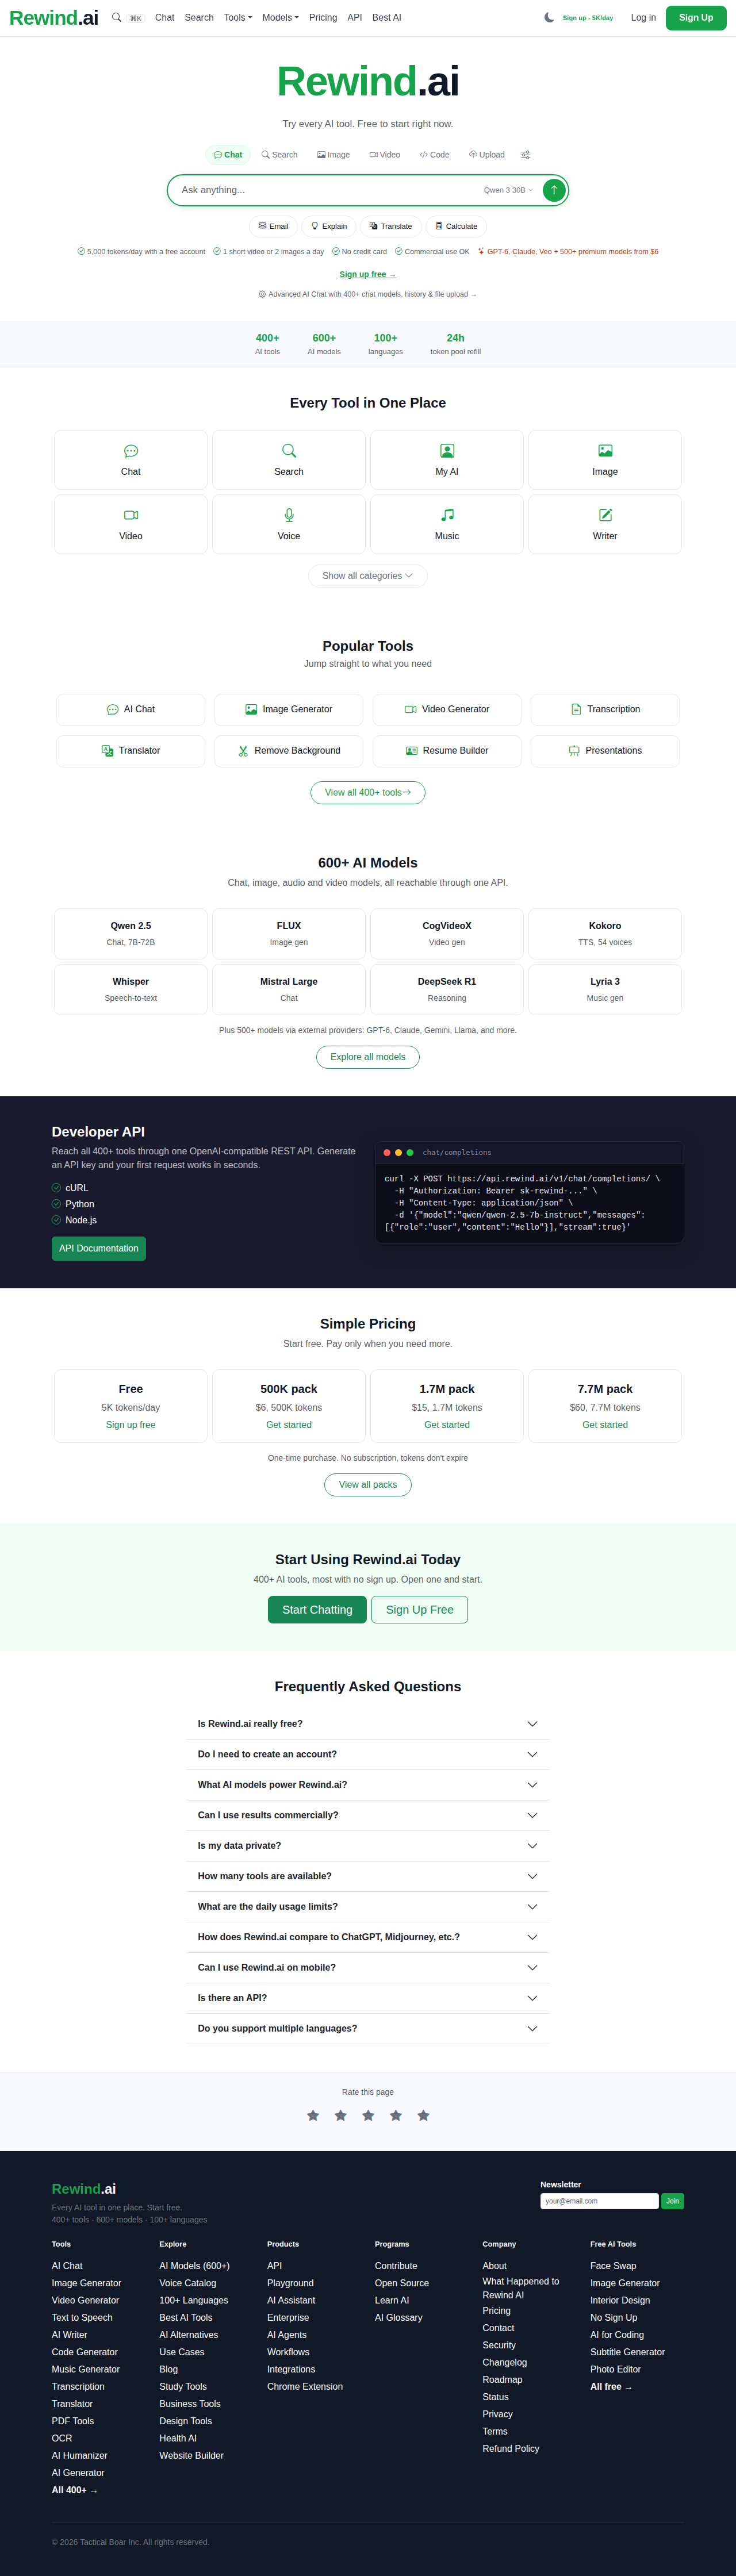 Rewind.ai ⌘K Chat Search Tools Models Pricing API Best AI Sign up - 5K/day Log in Sign Up
Rewind.ai
Try every AI tool. Free to start right now.
Chat Search Image Video Code Upload
Ask anything... Qwen 3 30B
Email Explain Translate Calculate
5,000 tokens/day with a free account 1 short video or 2 images a day No credit card Commercial use OK GPT-6, Claude, Veo + 500+ premium models from $6
Sign up free →
Advanced AI Chat with 400+ chat models, history & file upload →
400+ 600+ 100+ 24h
AI tools AI models languages token pool refill
Every Tool in One Place
Chat Search My AI Image
Video Voice Music Writer
Show all categories
Popular Tools
Jump straight to what you need
AI Chat Image Generator Video Generator Transcription
Translator Remove Background Resume Builder Presentations
View all 400+ tools
600+ AI Models
Chat, image, audio and video models, all reachable through one API.
Qwen 2.5 FLUX CogVideoX Kokoro
Chat, 7B-72B Image gen Video gen TTS, 54 voices
Whisper Mistral Large DeepSeek R1 Lyria 3
Speech-to-text Chat Reasoning Music gen
Plus 500+ models via external providers: GPT-6, Claude, Gemini, Llama, and more.
Explore all models
Developer API
Reach all 400+ tools through one OpenAI-compatible REST API. Generate
an API key and your first request works in seconds.
cURL
Python
Node.js
API Documentation
chat/completions
curl -X POST https://api.rewind.ai/v1/chat/completions/ \
-H "Authorization: Bearer sk-rewind-..." \
-H "Content-Type: application/json" \
-d '{"model":"qwen/qwen-2.5-7b-instruct","messages":
[{"role":"user","content":"Hello"}],"stream":true}'
Simple Pricing
Start free. Pay only when you need more.
Free 500K pack 1.7M pack 7.7M pack
5K tokens/day $6, 500K tokens $15, 1.7M tokens $60, 7.7M tokens
Sign up free Get started Get started Get started
One-time purchase. No subscription, tokens don't expire
View all packs
Start Using Rewind.ai Today
400+ AI tools, most with no sign up. Open one and start.
Start Chatting Sign Up Free
Frequently Asked Questions
Is Rewind.ai really free?
Do I need to create an account?
What AI models power Rewind.ai?
Can I use results commercially?
Is my data private?
How many tools are available?
What are the daily usage limits?
How does Rewind.ai compare to ChatGPT, Midjourney, etc.?
Can I use Rewind.ai on mobile?
Is there an API?
Do you support multiple languages?
Rate this page
Rewind.ai
Every AI tool in one place. Start free.
400+ tools · 600+ models · 100+ languages
Newsletter
your@email.com Join
Tools
AI Chat
Image Generator
Video Generator
Text to Speech
AI Writer
Code Generator
Music Generator
Transcription
Translator
PDF Tools
OCR
AI Humanizer
AI Generator
All 400+ →
Explore
AI Models (600+)
Voice Catalog
100+ Languages
Best AI Tools
AI Alternatives
Use Cases
Blog
Study Tools
Business Tools
Design Tools
Health AI
Website Builder
Products
API
Playground
AI Assistant
Enterprise
AI Agents
Workflows
Integrations
Chrome Extension
Programs
Contribute
Open Source
Learn AI
AI Glossary
Company
About
What Happened to
Rewind AI
Pricing
Contact
Security
Changelog
Roadmap
Status
Privacy
Terms
Refund Policy
Free AI Tools
Face Swap
Image Generator
Interior Design
No Sign Up
AI for Coding
Subtitle Generator
Photo Editor
All free →
© 2026 Tactical Boar Inc. All rights reserved.